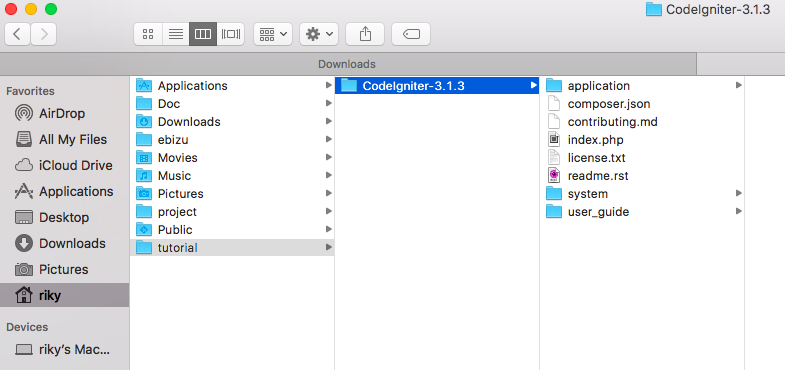 CodeIgniter-3.1.3
Downloads
Favorites
AirDrop
All My Files
iCloud Drive
Applications
Desktop
Downloads
Pictures
riky
Devices
riky's Mac...
Applications
Doc
Downloads
ebizu
Movies
Music
Pictures
project
Public
tutorial
CodeIgniter-3.1.3
application
composer.json
contributing.md
index.php
license.txt
readme.rst
system
user_guide